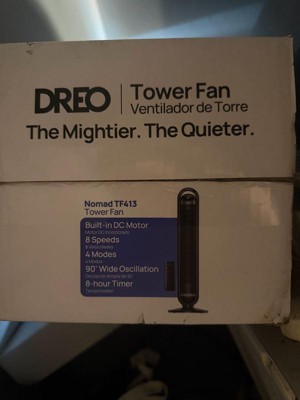 DREO
Tower Fan
Ventilador de Torre
The Mightier. The Quieter.
Nomad TF413
Tower Fan
Built-in DC Motor
8 Speeds
4 Modes
90° Wide Oscillation
8-hour Timer